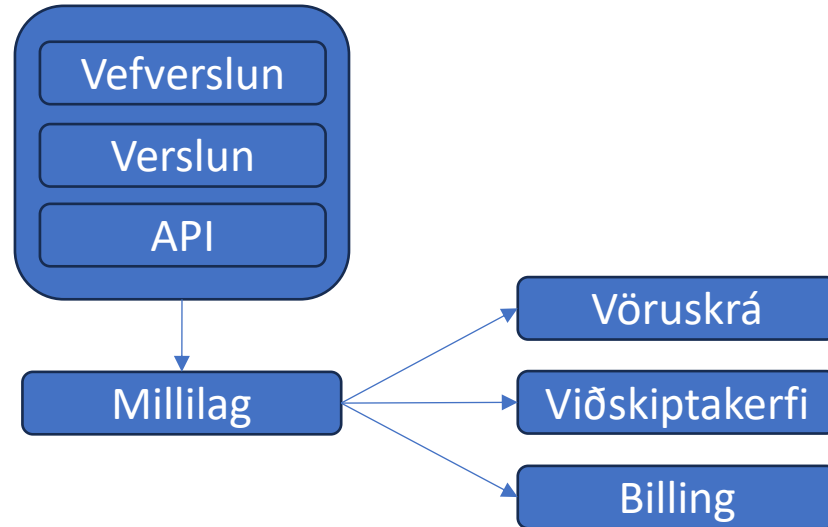 Vefverslun
Verslun
API
Millilag
Vöruskrá
Viðskiptakerfi
Billing